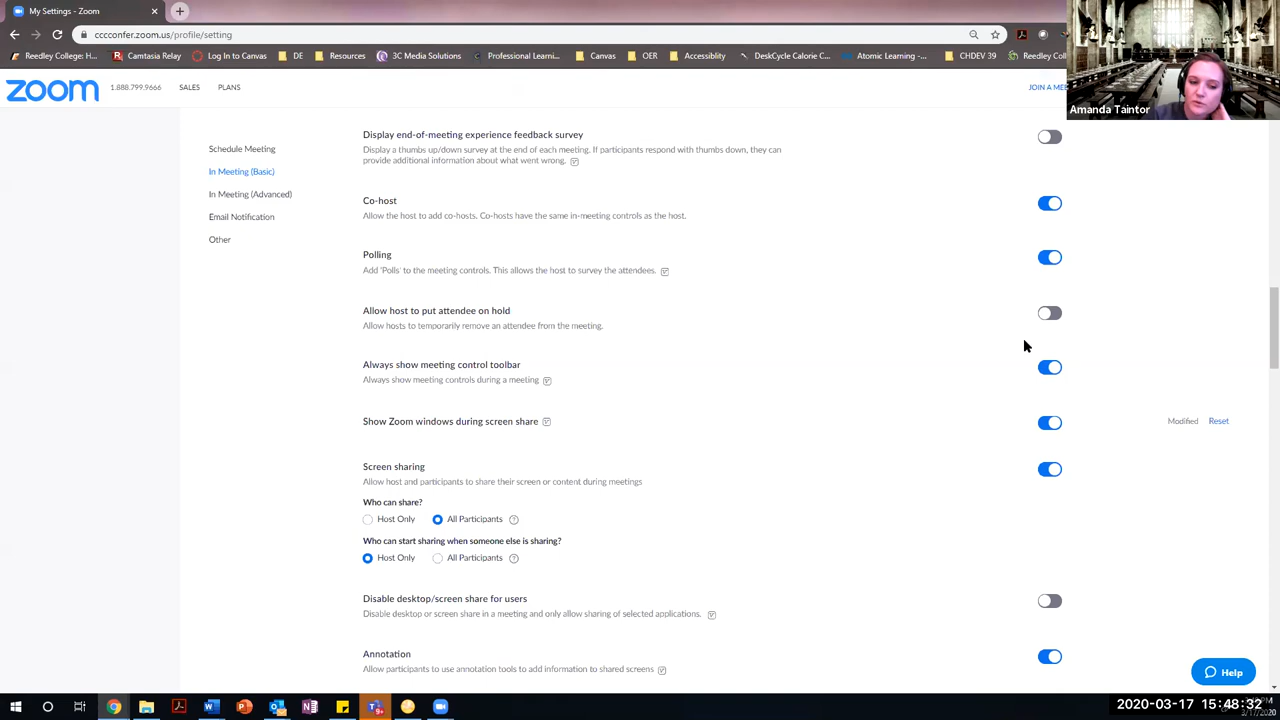 My Settings - Zoom
cccconfer.zoom.us/profile/setting
Reedley College: H...
Camtasia Relay
Log In to Canvas
DE
Resources
3C Media Solutions
Professional Learni...
Canvas
OER
Accessiblity
DeskCycle Calorie C...
Atomic Learning -...
CHDEV 39
Reedley Col
Amanda Taintor
zoom
1.888.799.9666
SALES
PLANS
JOIN A MEE
Schedule Meeting
In Meeting (Basic)
In Meeting (Advanced)
Email Notification
Other
Display end-of-meeting experience feedback survey
Display a thumbs up/down survey at the end of each meeting. If participants respond with thumbs down, they can
provide additional information about what went wrong.
Co-host
Allow the host to add co-hosts. Co-hosts have the same in-meeting controls as the host.
Polling
Add 'Polls' to the meeting controls. This allows the host to survey the attendees.
Allow host to put attendee on hold
Allow hosts to temporarily remove an attendee from the meeting.
Always show meeting control toolbar
Always show meeting controls during a meeting
Show Zoom windows during screen share
Modified Reset
Screen sharing
Allow host and participants to share their screen or content during meetings
Who can share?
Host Only All Participants
Who can start sharing when someone else is sharing?
Host Only All Participants
Disable desktop/screen share for users
Disable desktop or screen share in a meeting and only allow sharing of selected applications.
Annotation
Allow participants to use annotation tools to add information to shared screens
Help
2020-03-17 15:48:32
3/17/2020